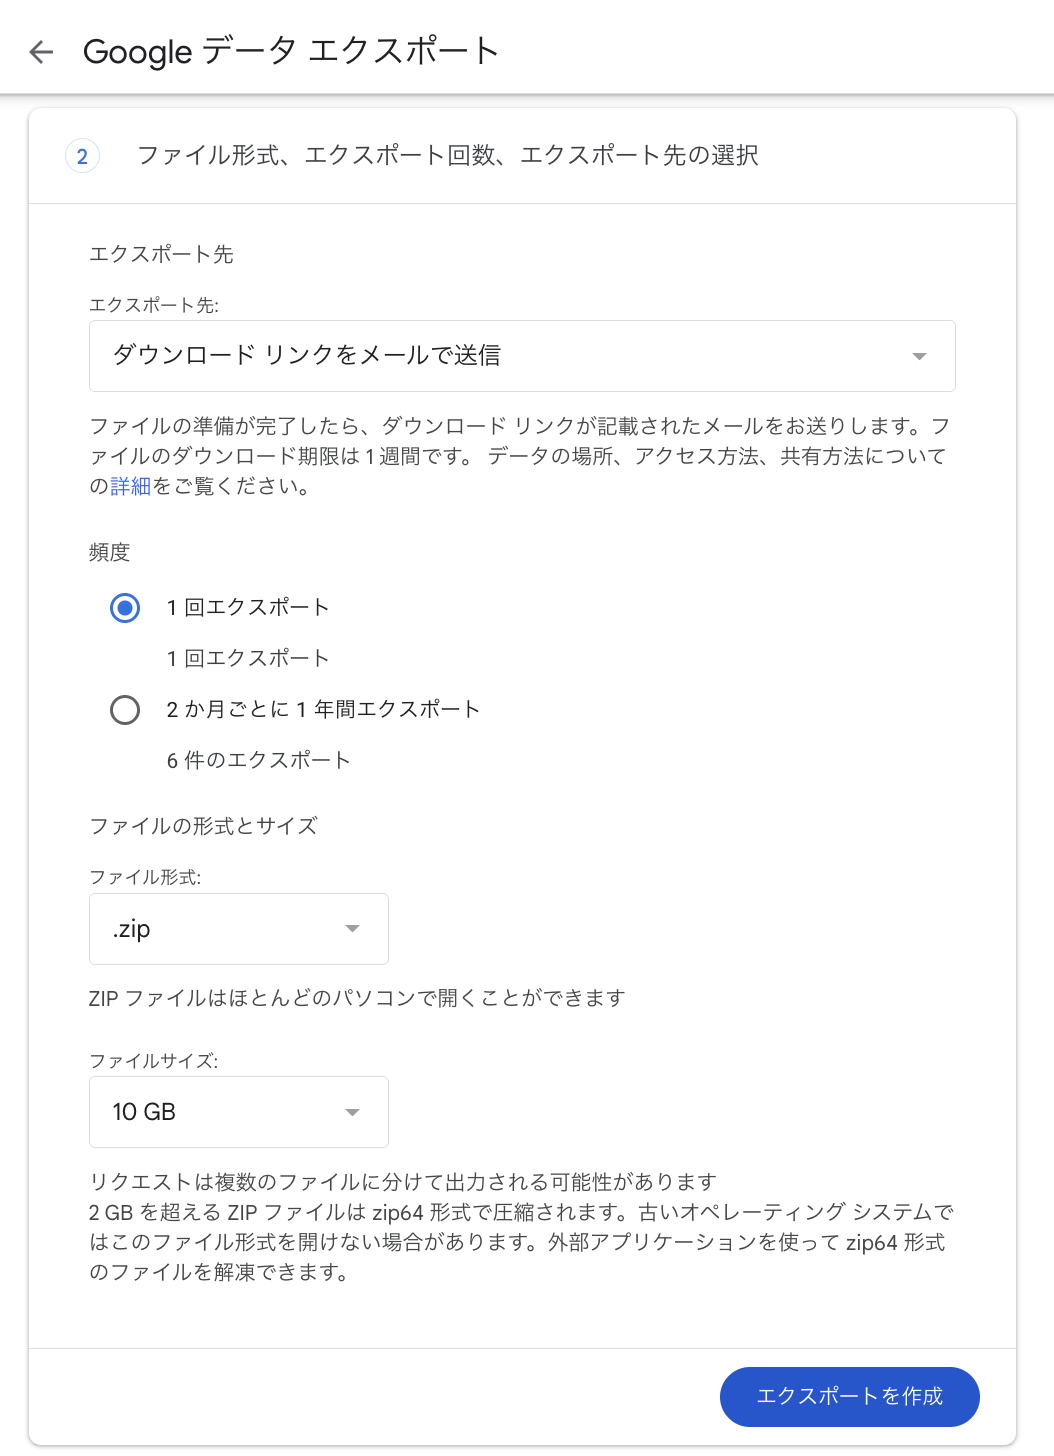 Google データ エクスポート
2
ファイル形式、エクスポート回数、エクスポート先の選択
エクスポート先
エクスポート先:
ダウンロード リンクをメールで送信
ファイルの準備が完了したら、ダウンロード リンクが記載されたメールをお送りします。フ
ァイルのダウンロード期限は 1 週間です。 データの場所、アクセス方法、共有方法について
の詳細をご覧ください。
頻度
1 回エクスポート
1 回エクスポート
2 か月ごとに 1 年間エクスポート
6 件のエクスポート
ファイルの形式とサイズ
ファイル形式:
.zip
ZIP ファイルはほとんどのパソコンで開くことができます
ファイルサイズ:
10 GB
リクエストは複数のファイルに分けて出力される可能性があります
2 GB を超える ZIP ファイルは zip64 形式で圧縮されます。古いオペレーティング システムで
はこのファイル形式を開けない場合があります。外部アプリケーションを使って zip64 形式
のファイルを解凍できます。
エクスポートを作成